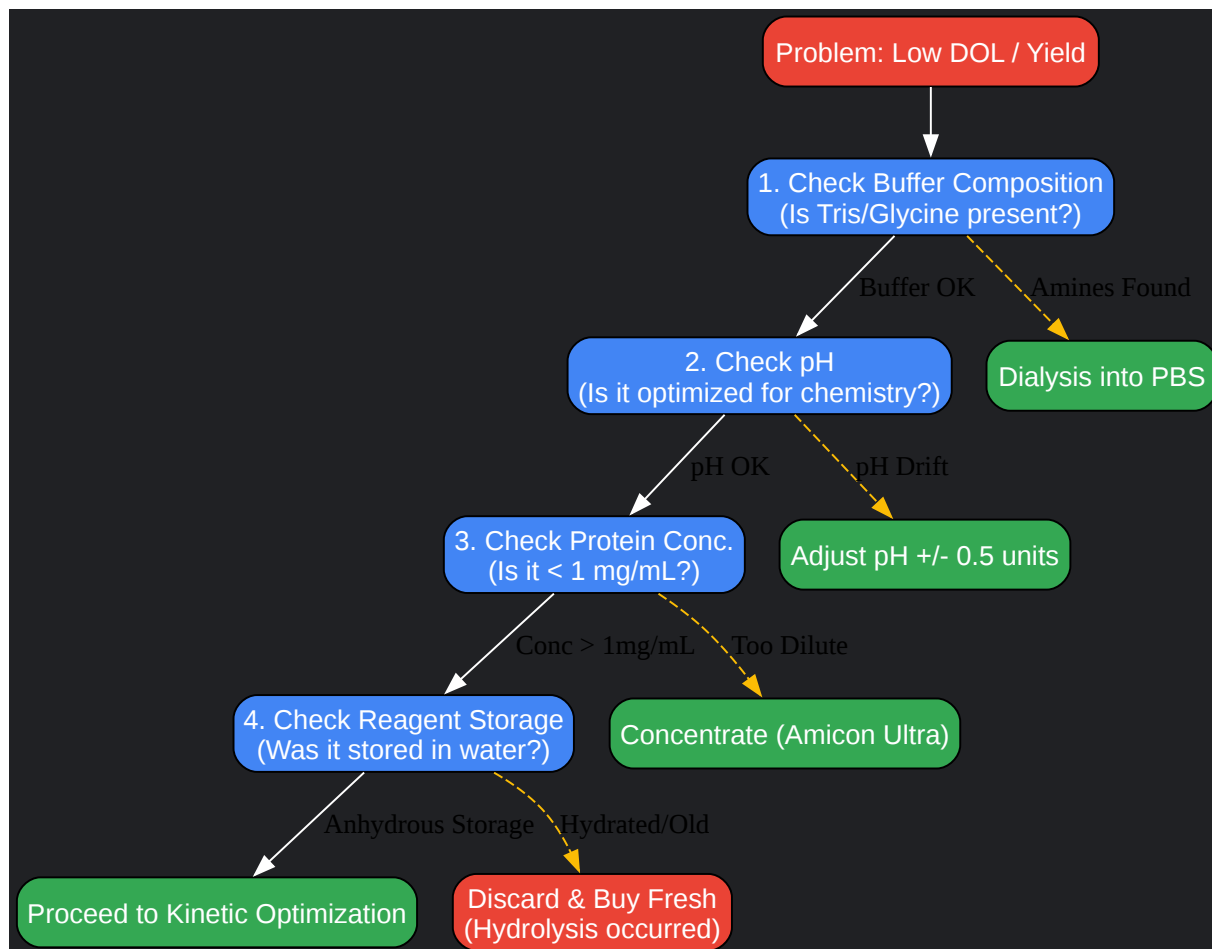 Problem: Low DOL / Yield
1. Check Buffer Composition
(Is Tris/Glycine present?)
Buffer OK
Amines Found
2. Check pH
(Is it optimized for chemistry?)
Dialysis into PBS
pH OK
pH Drift
3. Check Protein Conc.
(Is it < 1 mg/mL?)
Adjust pH +/- 0.5 units
Conc > 1mg/mL
Too Dilute
4. Check Reagent Storage
(Was it stored in water?)
Concentrate (Amicon Ultra)
Anhydrous Storage
Hydrated/Old
Proceed to Kinetic Optimization
Discard & Buy Fresh
(Hydrolysis occurred)